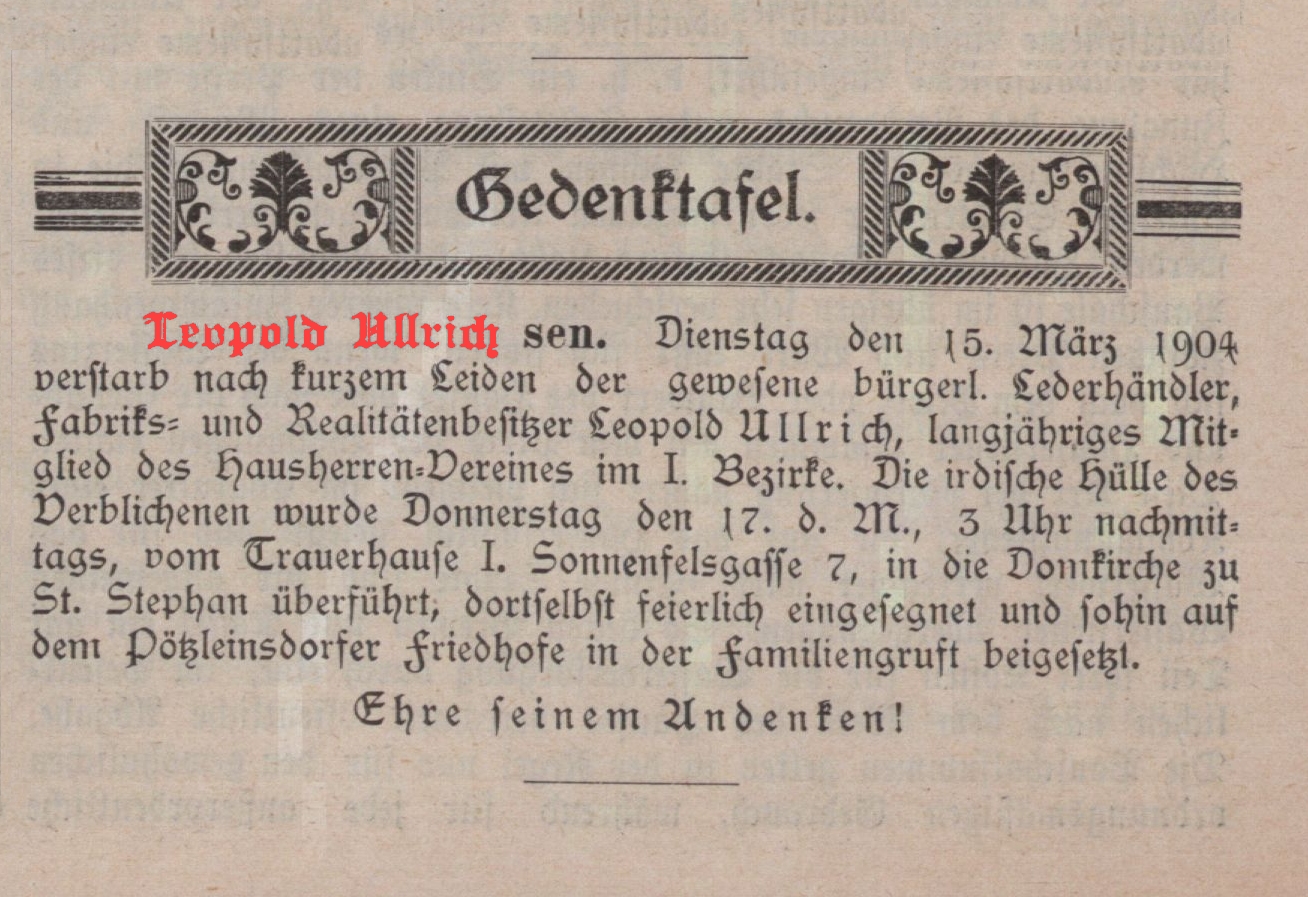 Gedenktafel.
Leopold Ullrich sen. Dienstag den 15. März 1904
verstarb nach kurzem Leiden der gewesene bürgerl. Lederhändler,
Fabriks- und Realitätenbesitzer Leopold Ullrich, langjähriges Mit-
glied des Hausherren-Vereines im I. Bezirke. Die irdische Hülle des
Verblichenen wurde Donnerstag den 17. d. M., 3 Uhr nachmit-
tags, vom Trauerhause I. Sonnenfelsgasse 7, in die Domkirche zu
St. Stephan überführt, dortselbst feierlich eingesegnet und sohin auf
dem Pötzleinsdorfer Friedhofe in der Familiengruft beigesetzt.
Ehre seinem Andenken!